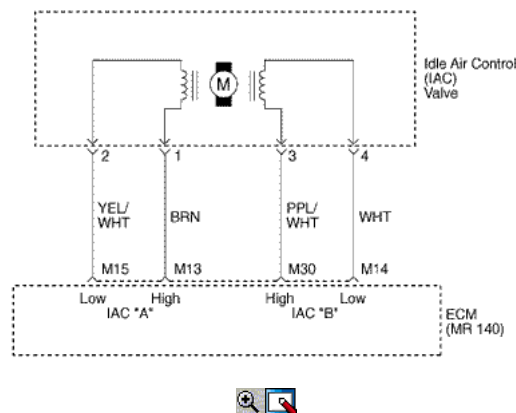 Idle Air Control
(IAC)
Valve
M
2
1
3
4
YEL/
WHT
BRN
PPL/
WHT
WHT
M15
M13
M30
M14
Low
High
High
Low
IAC "A"
IAC "B"
ECM
(MR 140)